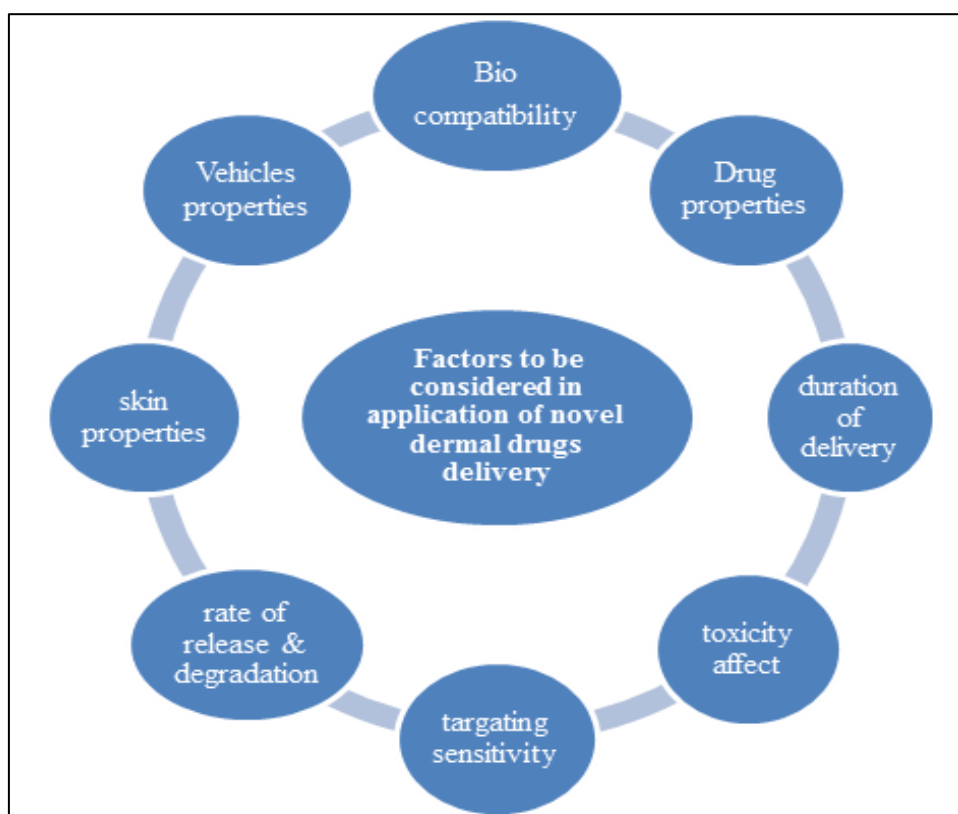 Bio
compatibility
Drug
properties
duration
of
delivery
toxicity
affect
targeting
sensitivity
rate of
release &
degradation
skin
properties
Vehicles
properties
Factors to be
considered in
application of novel
dermal drugs
delivery